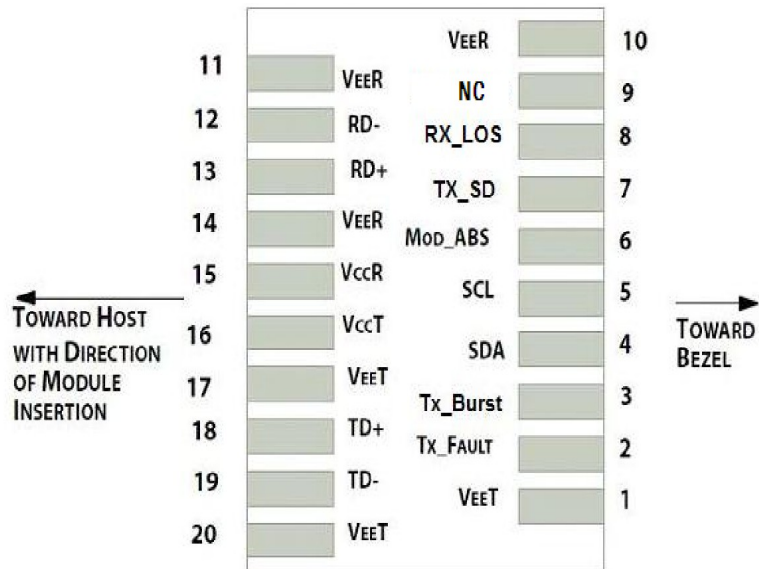 11 VEER
12 RD-
13 RD+
14 VEER
15 VCCR
16 VCCT
17 VEET
18 TD+
19 TD-
20 VEET
VEER 10
NC 9
RX_LOS 8
TX_SD 7
MOD_ABS 6
SCL 5
SDA 4
Tx_Burst 3
TX_FAULT 2
VEET 1
TOWARD HOST
WITH DIRECTION
OF MODULE
INSERTION
TOWARD
BEZEL